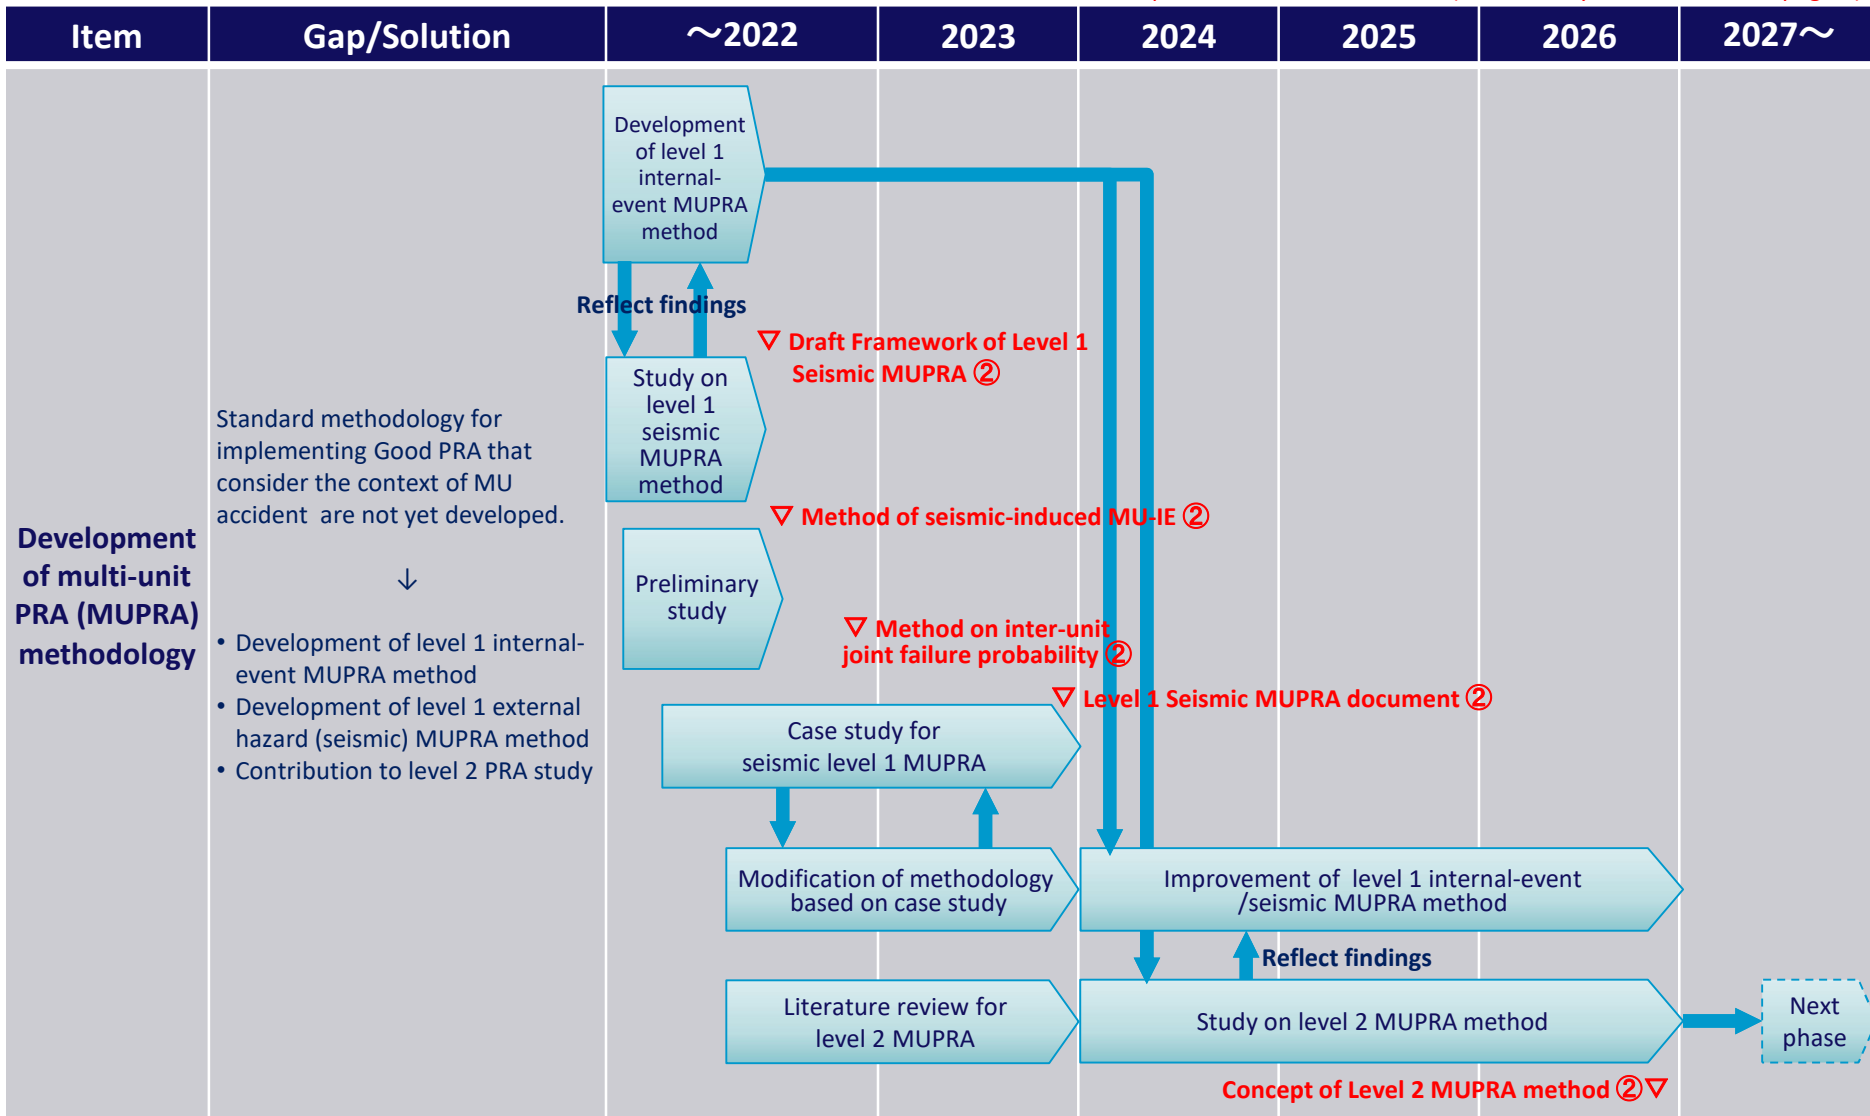 Item
Gap/Solution
～2022
2023
2024
2025
2026
2027～
Development
of multi-unit
PRA (MUPRA)
methodology
Standard methodology for
implementing Good PRA that
consider the context of MU
accident are not yet developed.
↓
• Development of level 1 internal-
event MUPRA method
• Development of level 1 external
hazard (seismic) MUPRA method
• Contribution to level 2 PRA study
Development
of level 1
internal-
event MUPRA
method
Reflect findings
▽ Draft Framework of Level 1
Seismic MUPRA ②
Study on
level 1
seismic
MUPRA
method
▽ Method of seismic-induced MU-IE ②
Preliminary
study
▽ Method on inter-unit
joint failure probability ②
▽ Level 1 Seismic MUPRA document ②
Case study for
seismic level 1 MUPRA
Modification of methodology
based on case study
Improvement of level 1 internal-event
/seismic MUPRA method
Reflect findings
Literature review for
level 2 MUPRA
Study on level 2 MUPRA method
Next
phase
Concept of Level 2 MUPRA method ②▽